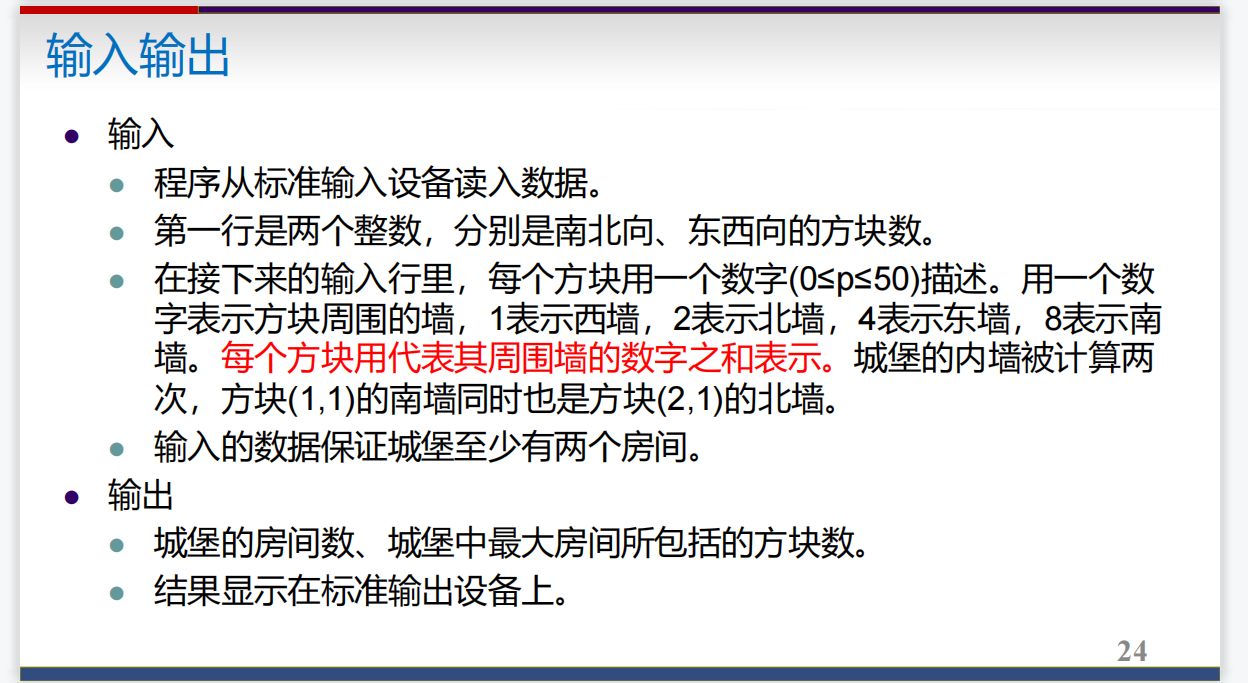 输入输出
输入
程序从标准输入设备读入数据。
第一行是两个整数，分别是南北向、东西向的方块数。
在接下来的输入行里，每个方块用一个数字(0≤p≤50)描述。用一个数
字表示方块周围的墙，1表示西墙，2表示北墙，4表示东墙，8表示南
墙。每个方块用代表其周围墙的数字之和表示。城堡的内墙被计算两
次，方块(1,1)的南墙同时也是方块(2,1)的北墙。
输入的数据保证城堡至少有两个房间。
输出
城堡的房间数、城堡中最大房间所包括的方块数。
结果显示在标准输出设备上。
24